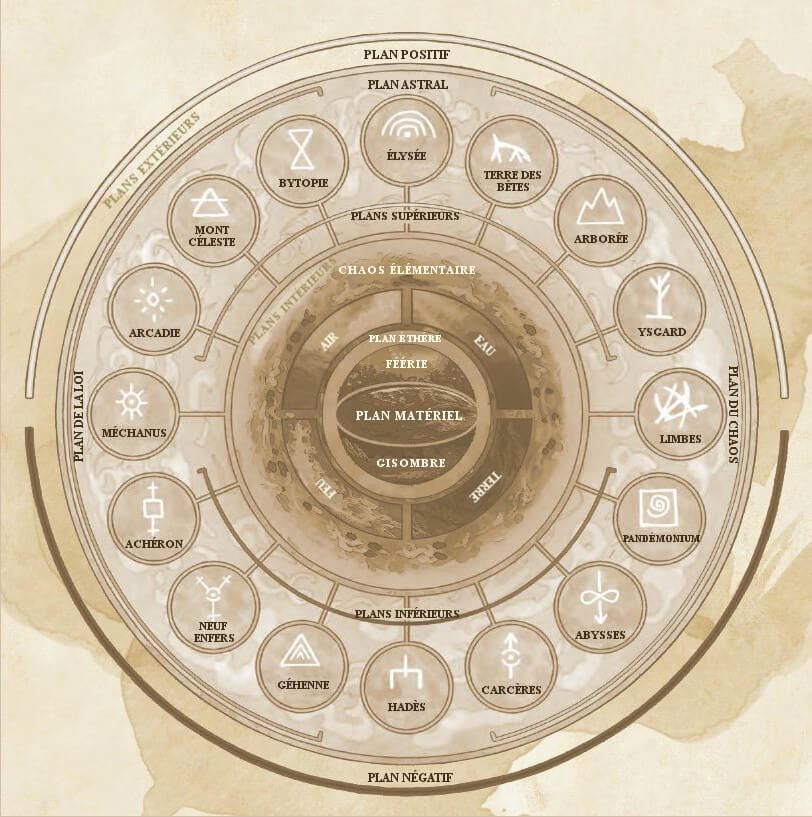 PLAN POSITIF
PLAN ASTRAL
PLANS EXTÉRIEURS
ÉLYSÉE
BYTOPIE
TERRE DES
BÊTES
MONT
CÉLESTE
PLANS SUPÉRIEURS
ARBORÉE
CHAOS ÉLÉMENTAIRE
PLANS INTÉRIEURS
ARCADIE
AIR
PLAN ÉTHÉRÉ
EAU
YSGARD
FÉÉRIE
PLAN DE LA LOI
MÉCHANUS
PLAN MATÉRIEL
LIMBES
PLAN DU CHAOS
GISOMBRE
FEU
TERRE
ACHÉRON
PANDÉMONIUM
NEUF
ENFERS
PLANS INFÉRIEURS
ABYSSES
GÉHENNE
HADÈS
CARCÈRES
PLAN NÉGATIF